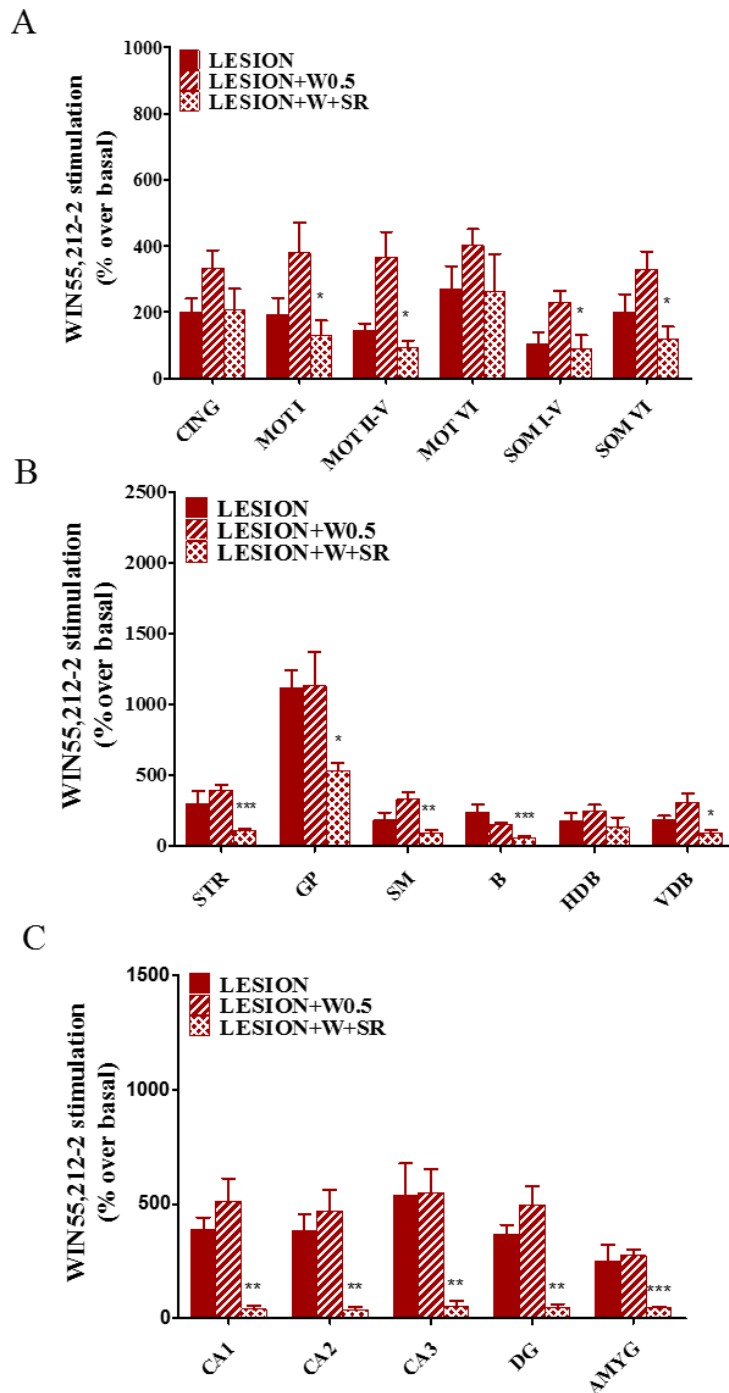 A
WIN55,212-2 stimulation
(% over basal)
1000
800
600
400
200
0
LESION
LESION+W0.5
LESION+W+SR
* * * *
CING MOT I MOT II-V MOT VI SOM I-V SOM VI
B
WIN55,212-2 stimulation
(% over basal)
2500
2000
1500
1000
500
0
LESION
LESION+W0.5
LESION+W+SR
*** * ** *** *
STR GP SM B HDB VDB
C
WIN55,212-2 stimulation
(% over basal)
1500
1000
500
0
LESION
LESION+W0.5
LESION+W+SR
** ** ** ** ***
CA1 CA2 CA3 DG AMYG